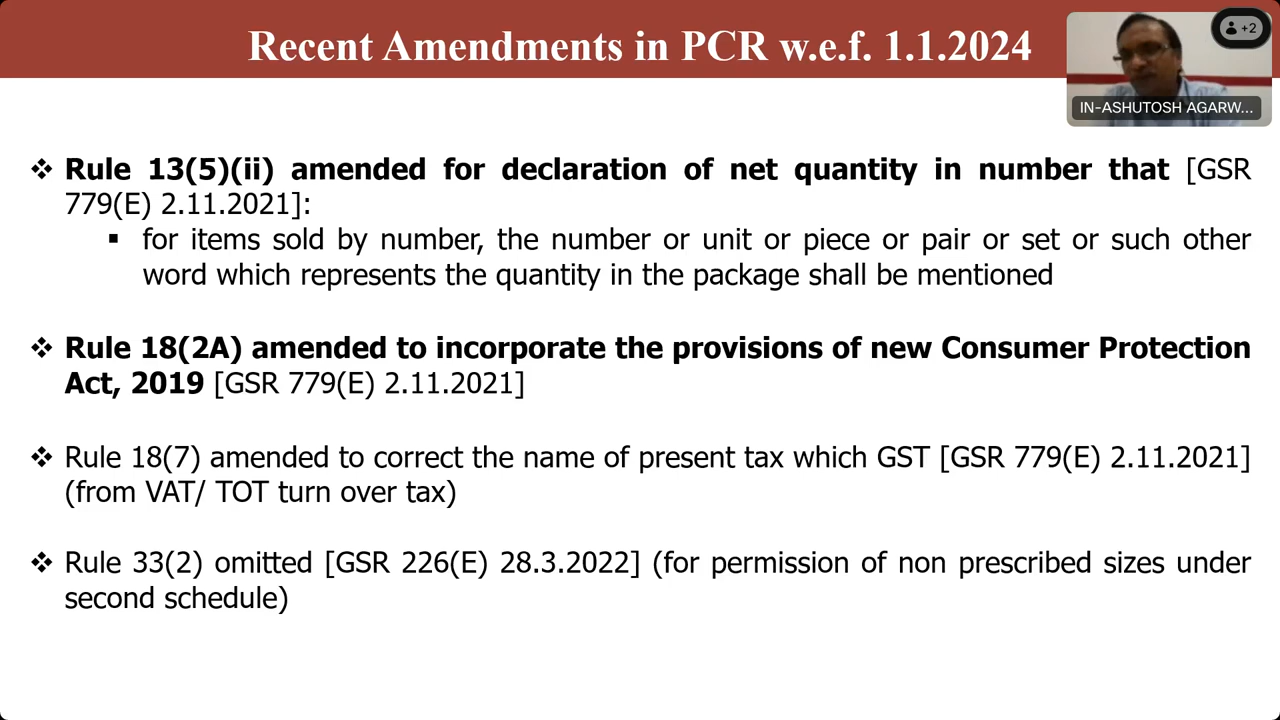 Recent Amendments in PCR w.e.f. 1.1.2024
+2
IN-ASHUTOSH AGARW...
❖ Rule 13(5)(ii) amended for declaration of net quantity in number that [GSR
779(E) 2.11.2021]:
▪ for items sold by number, the number or unit or piece or pair or set or such other
word which represents the quantity in the package shall be mentioned
❖ Rule 18(2A) amended to incorporate the provisions of new Consumer Protection
Act, 2019 [GSR 779(E) 2.11.2021]
❖ Rule 18(7) amended to correct the name of present tax which GST [GSR 779(E) 2.11.2021]
(from VAT/ TOT turn over tax)
❖ Rule 33(2) omitted [GSR 226(E) 28.3.2022] (for permission of non prescribed sizes under
second schedule)